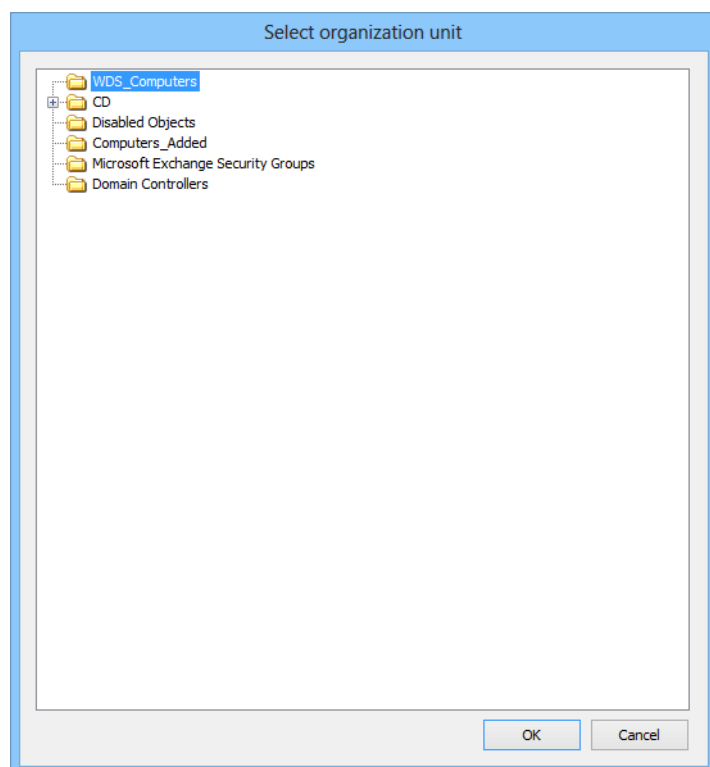 Select organization unit
WDS_Computers
CD
Disabled Objects
Computers_Added
Microsoft Exchange Security Groups
Domain Controllers
OK Cancel